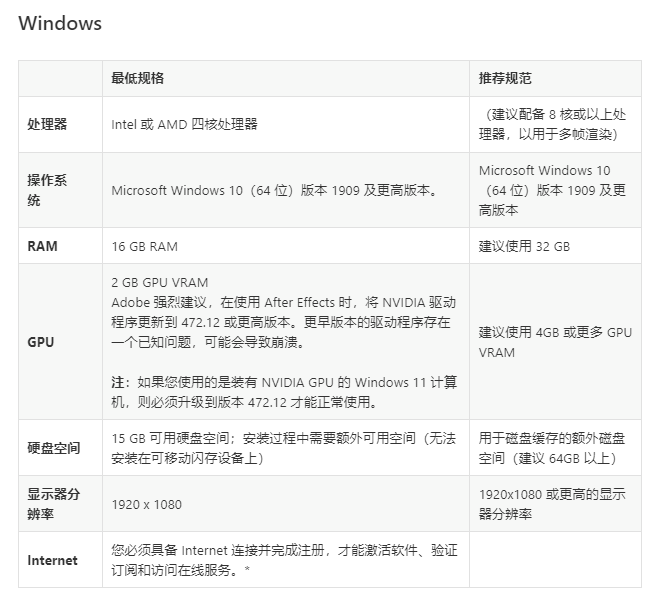 Windows
最低规格
推荐规范
处理器
Intel 或 AMD 四核处理器
（建议配备 8 核或以上处
理器，以用于多帧渲染）
操作系
统
Microsoft Windows 10（64 位）版本 1909 及更高版本。
Microsoft Windows 10
（64 位）版本 1909 及更
高版本
RAM
16 GB RAM
建议使用 32 GB
GPU
2 GB GPU VRAM
Adobe 强烈建议，在使用 After Effects 时，将 NVIDIA 驱动
程序更新到 472.12 或更高版本。更早版本的驱动程序存在
一个已知问题，可能会导致崩溃。
注：如果您使用的是装有 NVIDIA GPU 的 Windows 11 计算
机，则必须升级到版本 472.12 才能正常使用。
建议使用 4GB 或更多 GPU
VRAM
硬盘空间
15 GB 可用硬盘空间；安装过程中需要额外可用空间（无法
安装在可移动闪存设备上）
用于磁盘缓存的额外磁盘
空间（建议 64GB 以上）
显示器分
辨率
1920 x 1080
1920x1080 或更高的显示
器分辨率
Internet
您必须具备 Internet 连接并完成注册，才能激活软件、验证
订阅和访问在线服务。*